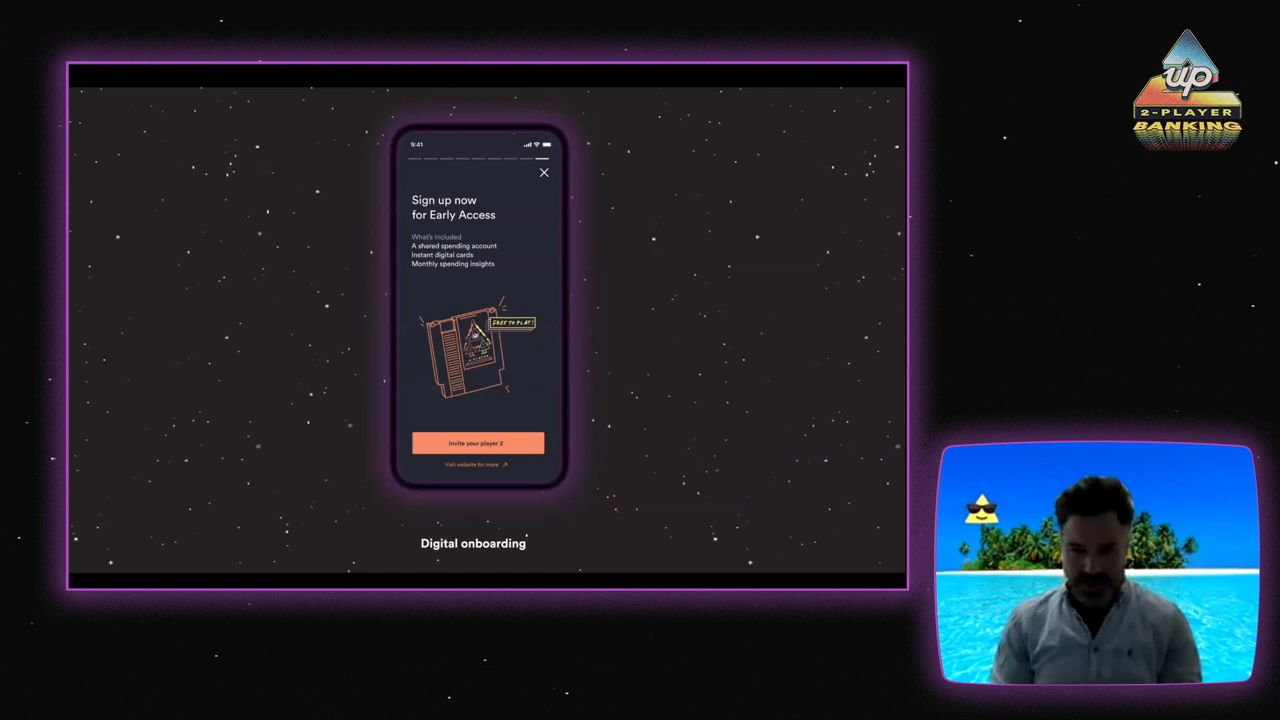 up
2-PLAYER
BANKING
9:41
Sign up now
for Early Access
What's included
A shared spending account
Instant digital cards
Monthly spending insights
FREE TO PLAY!
Invite your player 2
Visit website for more ↗
Digital onboarding